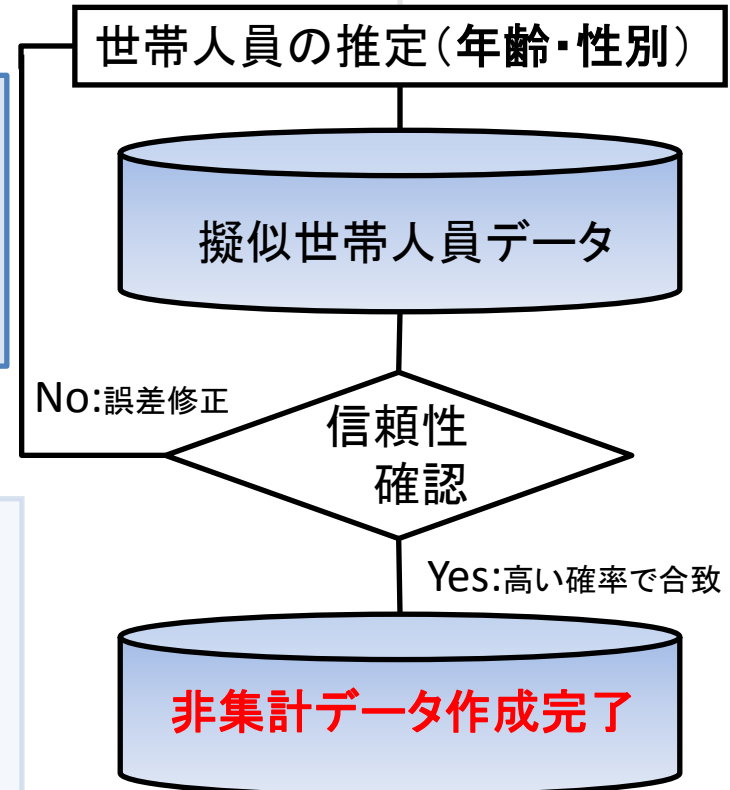 世帯人員の推定(年齢・性別)
擬似世帯人員データ
No:誤差修正
信頼性
確認
Yes:高い確率で合致
非集計データ作成完了